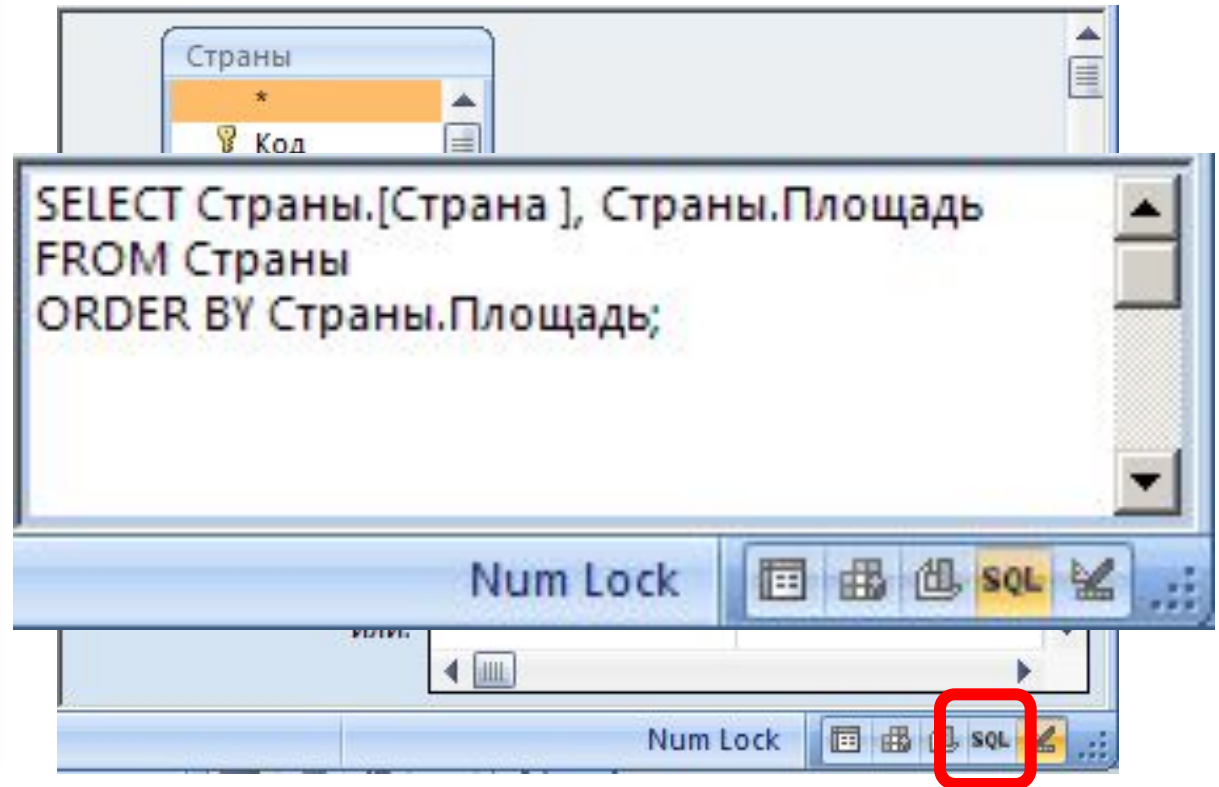 Страны
*
Код
SELECT Страны.[Страна ], Страны.Площадь
FROM Страны
ORDER BY Страны.Площадь;
Num Lock
SQL
или:
Num Lock
SQL